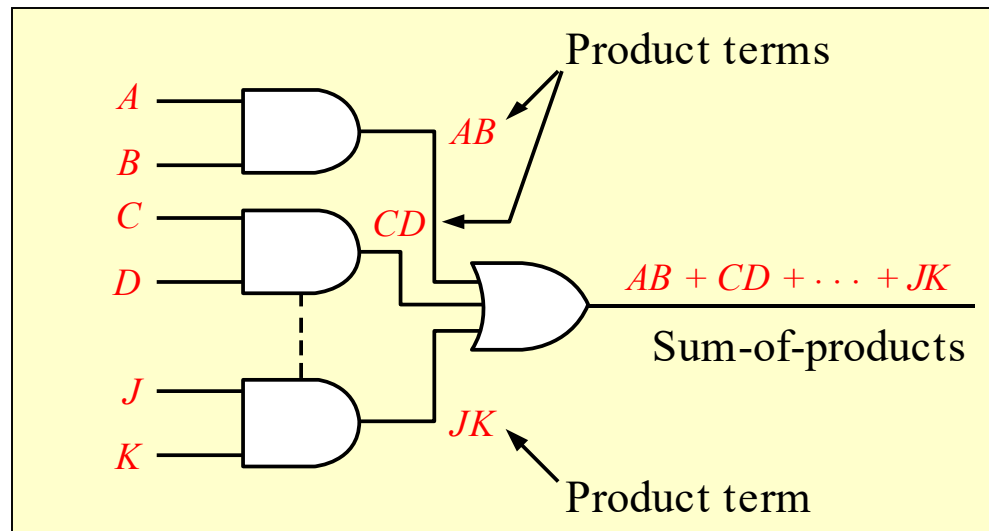 Product terms
A
AB
B
C
CD
D
AB + CD + · · · + JK
Sum-of-products
J
JK
K
Product term